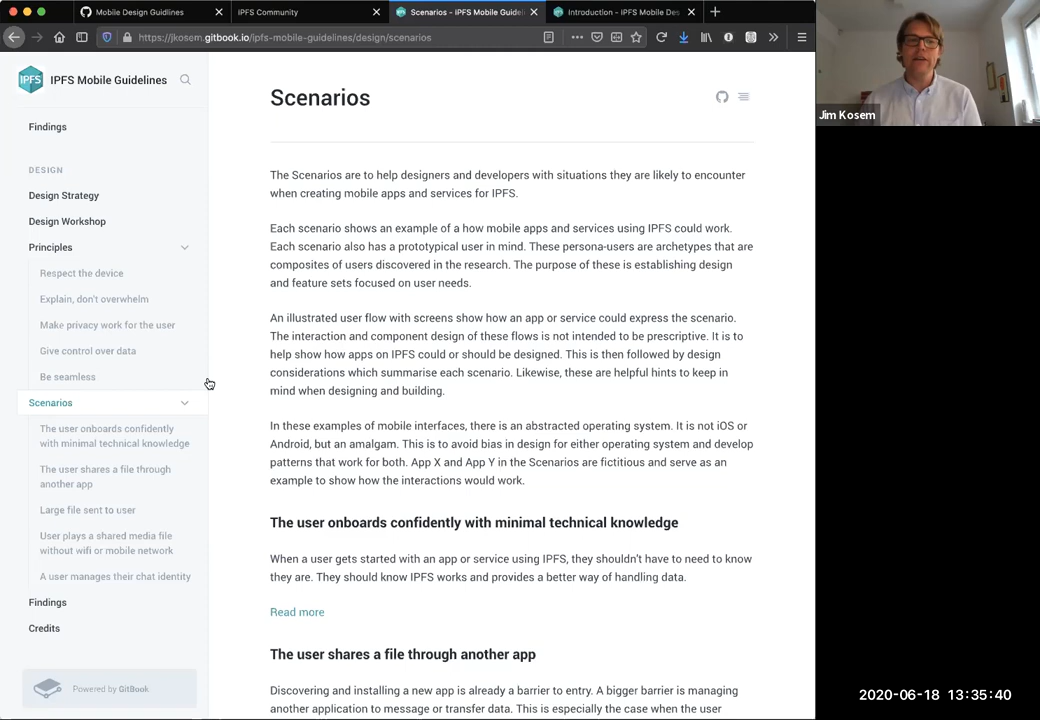 Mobile Design Guidlines
IPFS Community
Scenarios – IPFS Mobile Guideli
Introduction – IPFS Mobile Des
https://jkosem.gitbook.io/ipfs-mobile-guidelines/design/scenarios
IPFS
IPFS Mobile Guidelines
Findings
DESIGN
Design Strategy
Design Workshop
Principles
Respect the device
Explain, don't overwhelm
Make privacy work for the user
Give control over data
Be seamless
Scenarios
The user onboards confidently
with minimal technical knowledge
The user shares a file through
another app
Large file sent to user
User plays a shared media file
without wifi or mobile network
A user manages their chat identity
Findings
Credits
Powered by GitBook
Scenarios
The Scenarios are to help designers and developers with situations they are likely to encounter
when creating mobile apps and services for IPFS.
Each scenario shows an example of a how mobile apps and services using IPFS could work.
Each scenario also has a prototypical user in mind. These persona-users are archetypes that are
composites of users discovered in the research. The purpose of these is establishing design
and feature sets focused on user needs.
An illustrated user flow with screens show how an app or service could express the scenario.
The interaction and component design of these flows is not intended to be prescriptive. It is to
help show how apps on IPFS could or should be designed. This is then followed by design
considerations which summarise each scenario. Likewise, these are helpful hints to keep in
mind when designing and building.
In these examples of mobile interfaces, there is an abstracted operating system. It is not iOS or
Android, but an amalgam. This is to avoid bias in design for either operating system and develop
patterns that work for both. App X and App Y in the Scenarios are fictitious and serve as an
example to show how the interactions would work.
The user onboards confidently with minimal technical knowledge
When a user gets started with an app or service using IPFS, they shouldn't have to need to know
they are. They should know IPFS works and provides a better way of handling data.
Read more
The user shares a file through another app
Discovering and installing a new app is already a barrier to entry. A bigger barrier is managing
another application to message or transfer data. This is especially the case when the user
Jim Kosem
2020-06-18 13:35:40